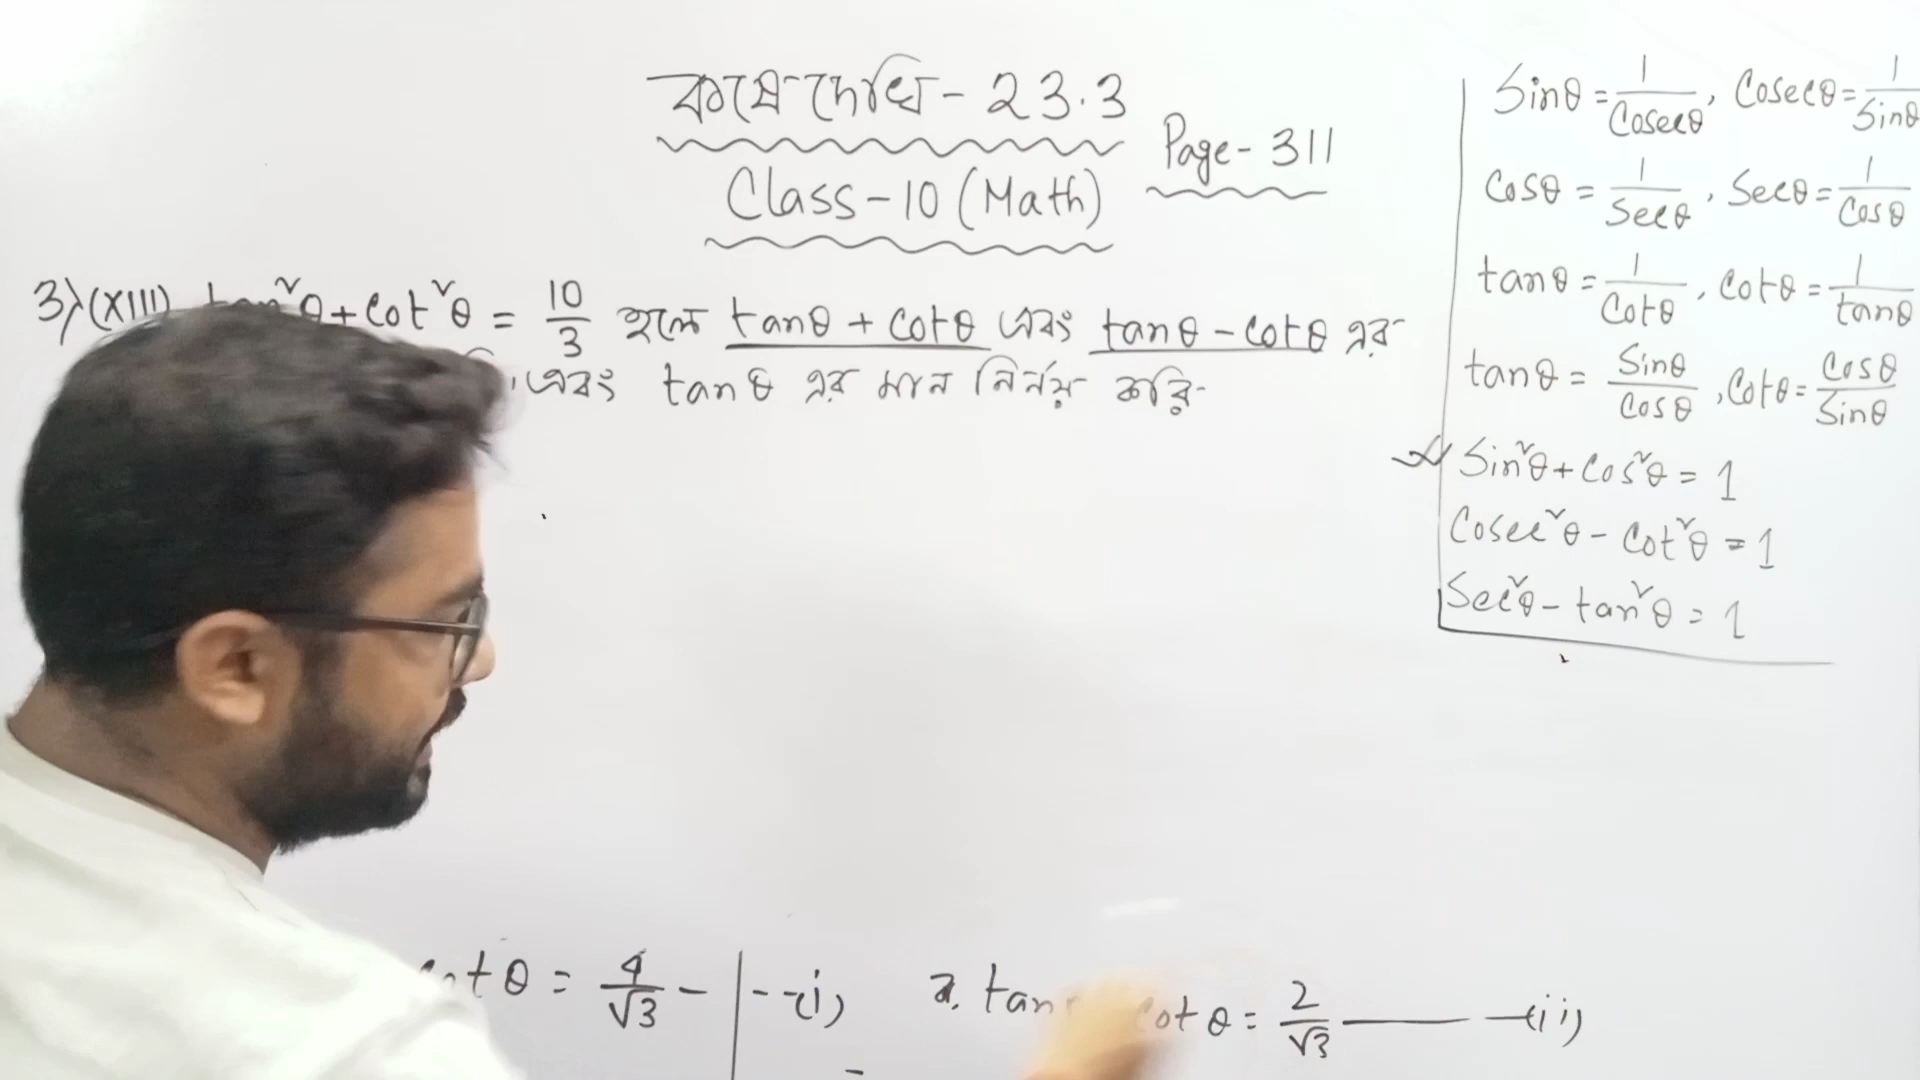 কষে দেখি - 23.3
Class-10 (Math)
Page - 311
3) (XIII) tan²θ + Cot²θ = 10/3 হলে tanθ + Cotθ এবং tanθ - Cotθ এর
এবং tanθ এর মান নির্নয় করি
Sinθ = 1/Cosecθ, Cosecθ = 1/Sinθ
Cosθ = 1/Secθ, Secθ = 1/Cosθ
tanθ = 1/Cotθ, Cotθ = 1/tanθ
tanθ = Sinθ/Cosθ, Cotθ = Cosθ/Sinθ
Sin²θ + Cos²θ = 1
Cosec²θ - Cot²θ = 1
Sec²θ - tan²θ = 1
cotθ = 4/√3 - - - (i)
2. tan cotθ = 2/√3 — (ii)